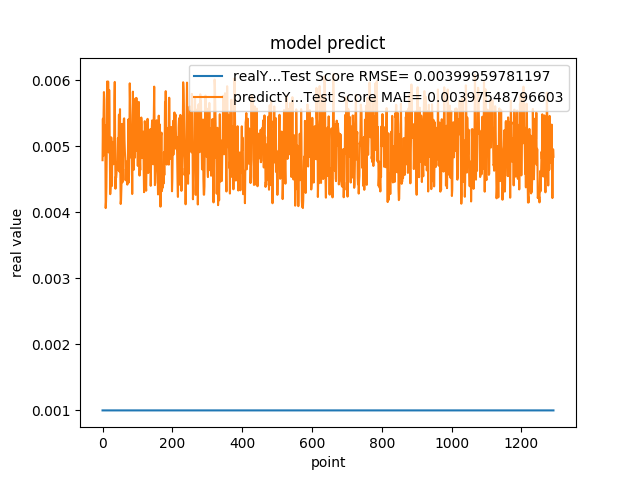 model predict
realY...Test Score RMSE= 0.00399959781197
predictY...Test Score MAE= 0.00397548796603
0.006
0.005
0.004
0.003
0.002
0.001
real value
0 200 400 600 800 1000 1200
point